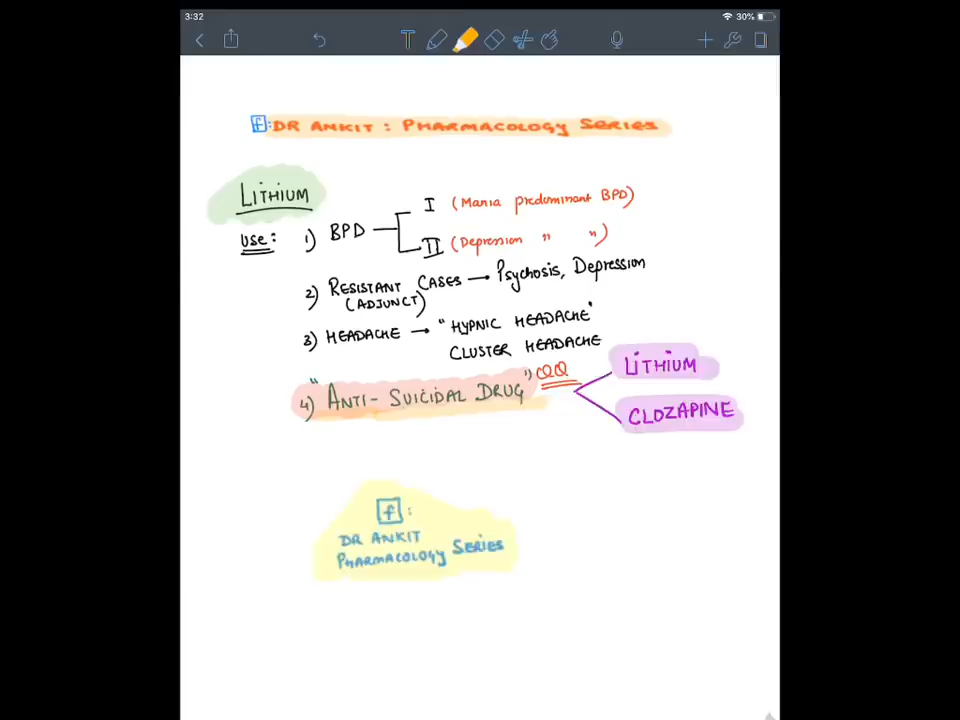 3:32
30%
f: DR ANKIT : PHARMACOLOGY SERIES
LITHIUM
USE: 1) BPD I (Mania predominant BPD)
II (Depression " ")
2) RESISTANT CASES → Psychosis, Depression
(ADJUNCT)
3) HEADACHE → "HYPNIC HEADACHE"
CLUSTER HEADACHE
4) "ANTI-SUICIDAL DRUG" QQ
LITHIUM
CLOZAPINE
f:
DR ANKIT
PHARMACOLOGY SERIES